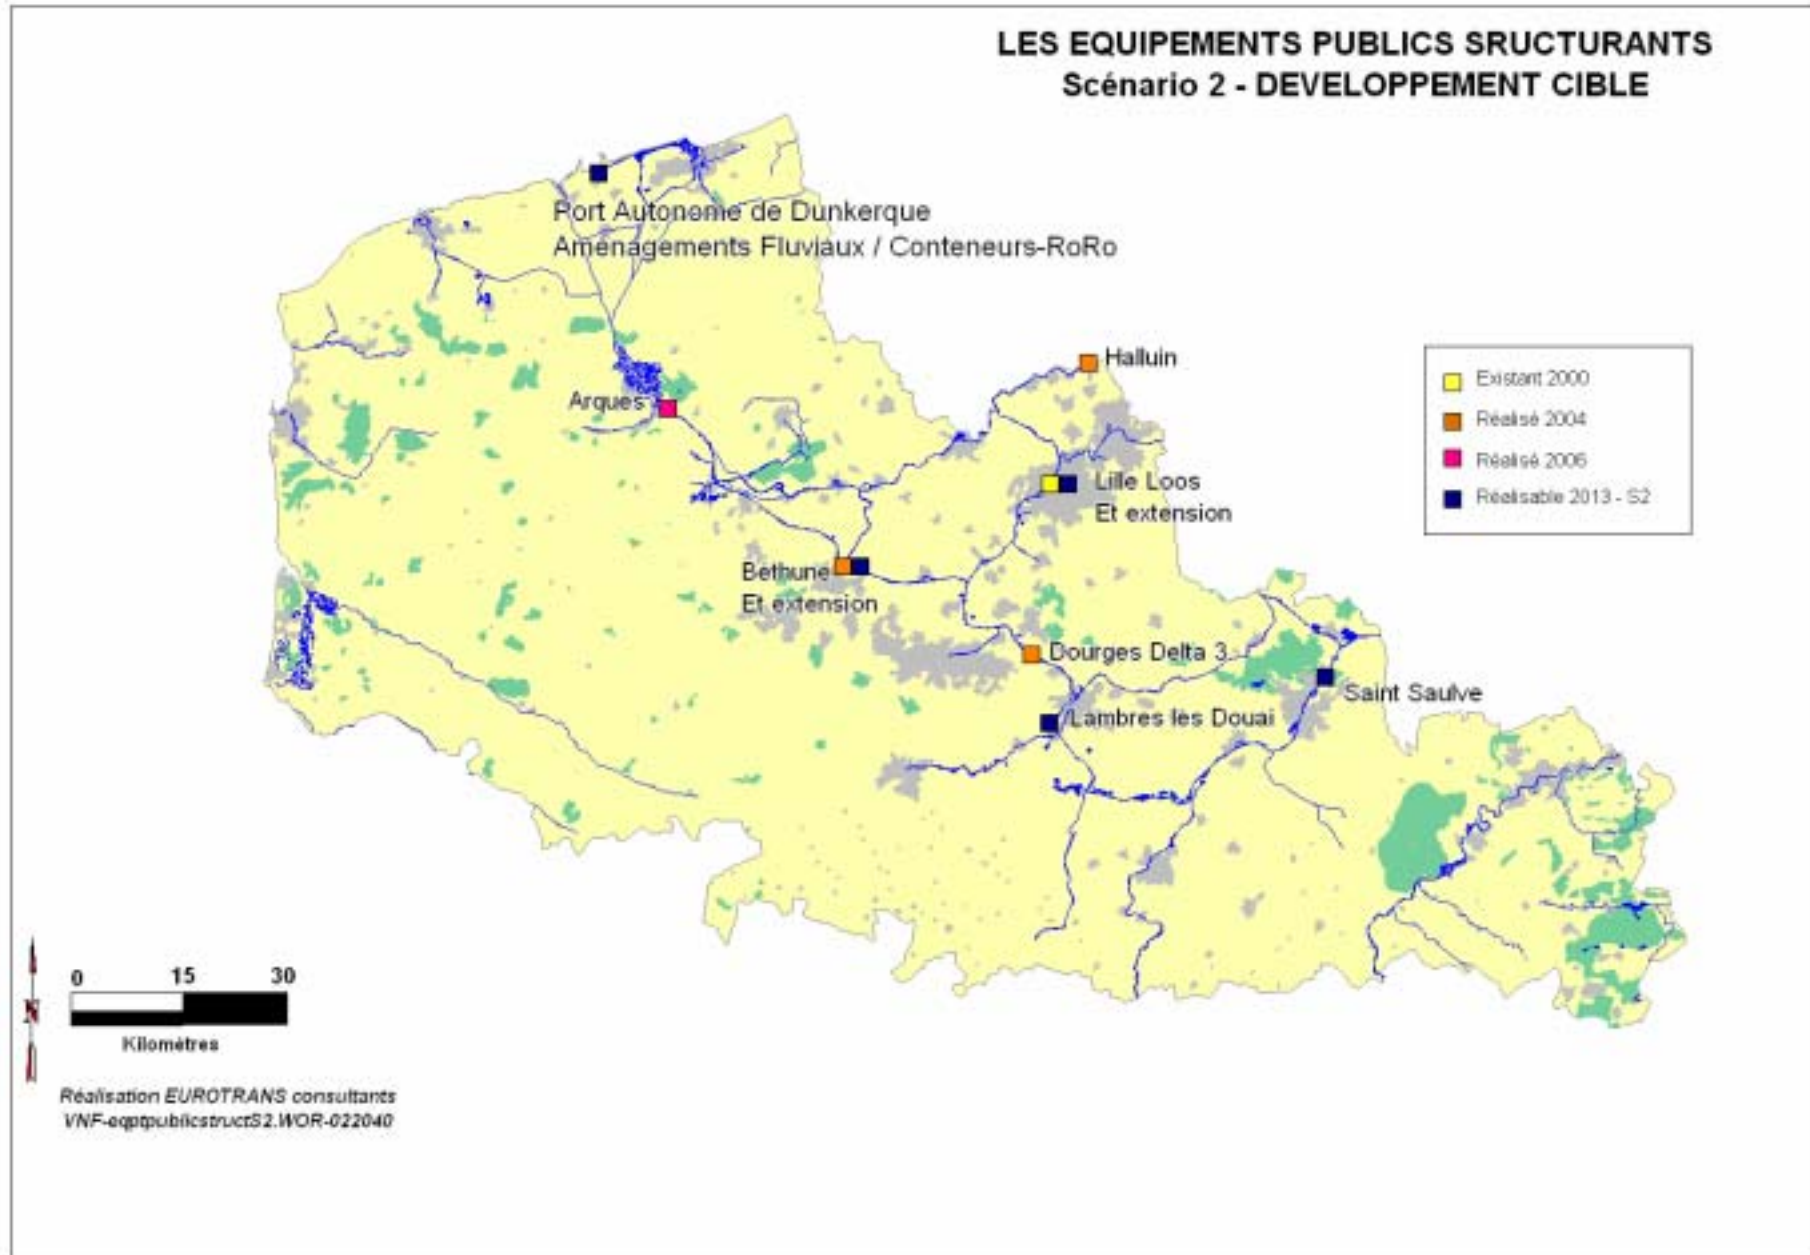 LES EQUIPEMENTS PUBLICS SRUCTURANTS
Scénario 2 - DEVELOPPEMENT CIBLE
Port Autonome de Dunkerque
Aménagements Fluviaux / Conteneurs-RoRo
Halluin
Existant 2000
Réalisé 2004
Réalisé 2006
Réalisable 2013 - S2
Arques
Lille Loos
Et extension
Bethune
Et extension
Dourges Delta 3
Saint Saulve
Lambres les Douai
0 15 30
N
Kilomètres
Réalisation EUROTRANS consultants
VNF-eqptpublicstructS2.WOR-022040